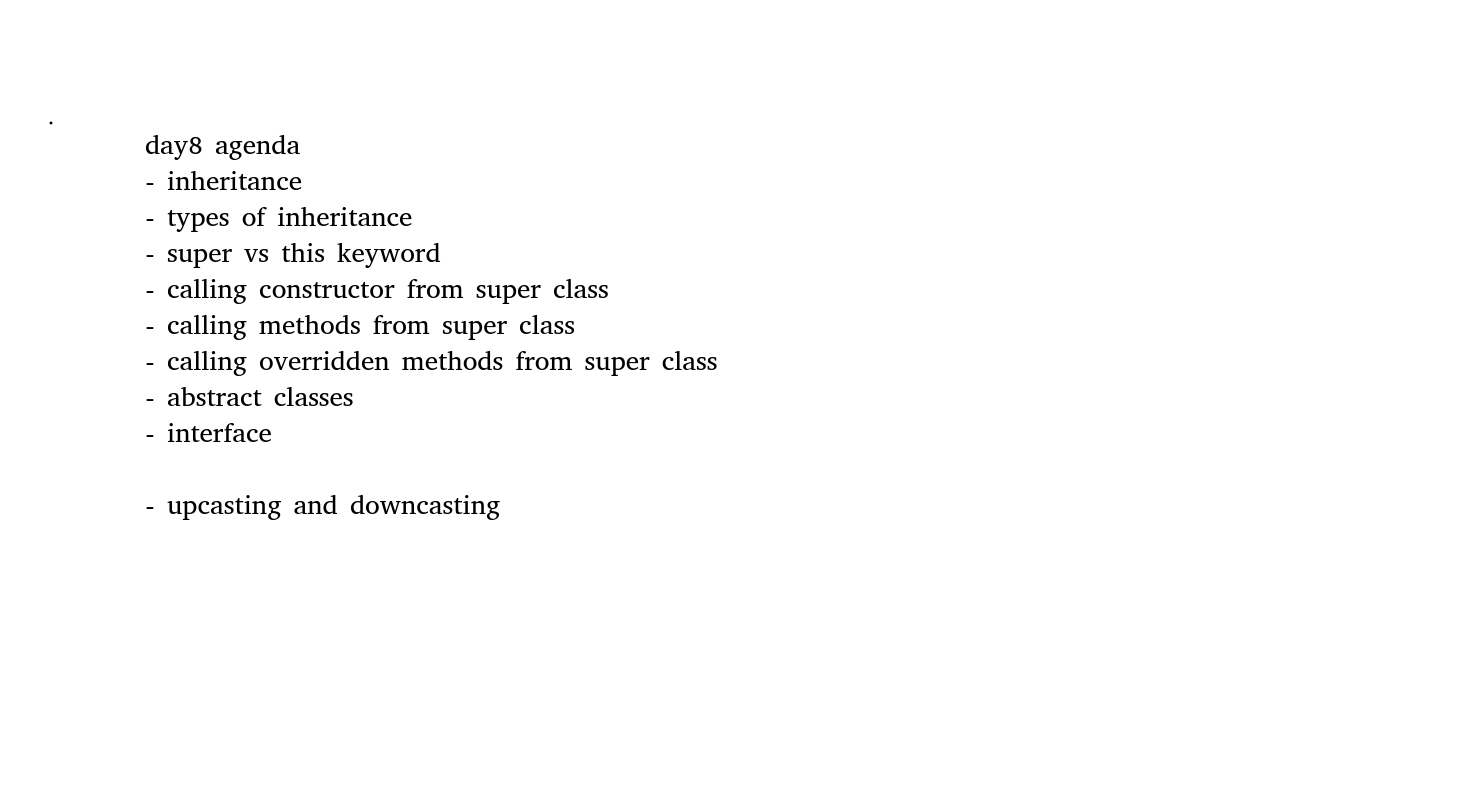 day8 agenda
- inheritance
- types of inheritance
- super vs this keyword
- calling constructor from super class
- calling methods from super class
- calling overridden methods from super class
- abstract classes
- interface
- upcasting and downcasting